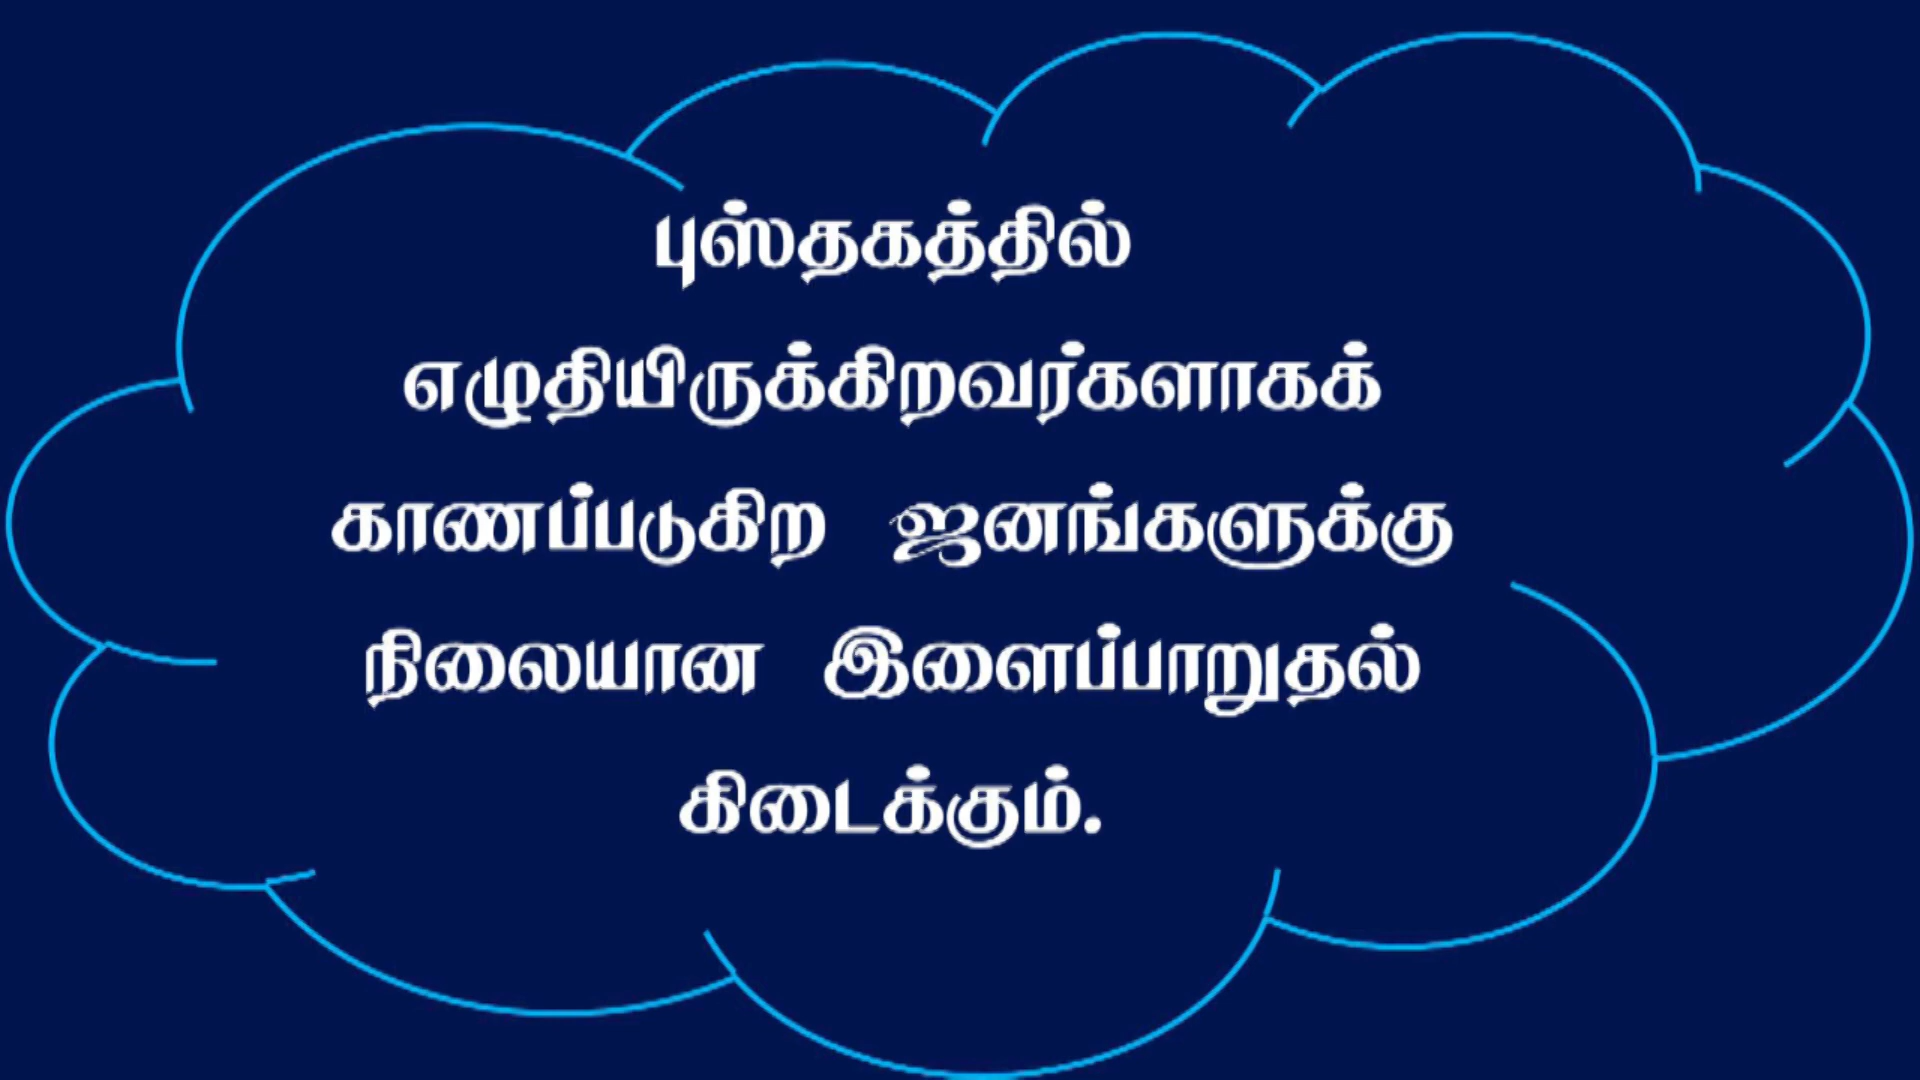 புஸ்தகத்தில்
எழுதியிருக்கிறவர்களாகக்
காணப்படுகிற ஜனங்களுக்கு
நிலையான இளைப்பாறுதல்
கிடைக்கும்.